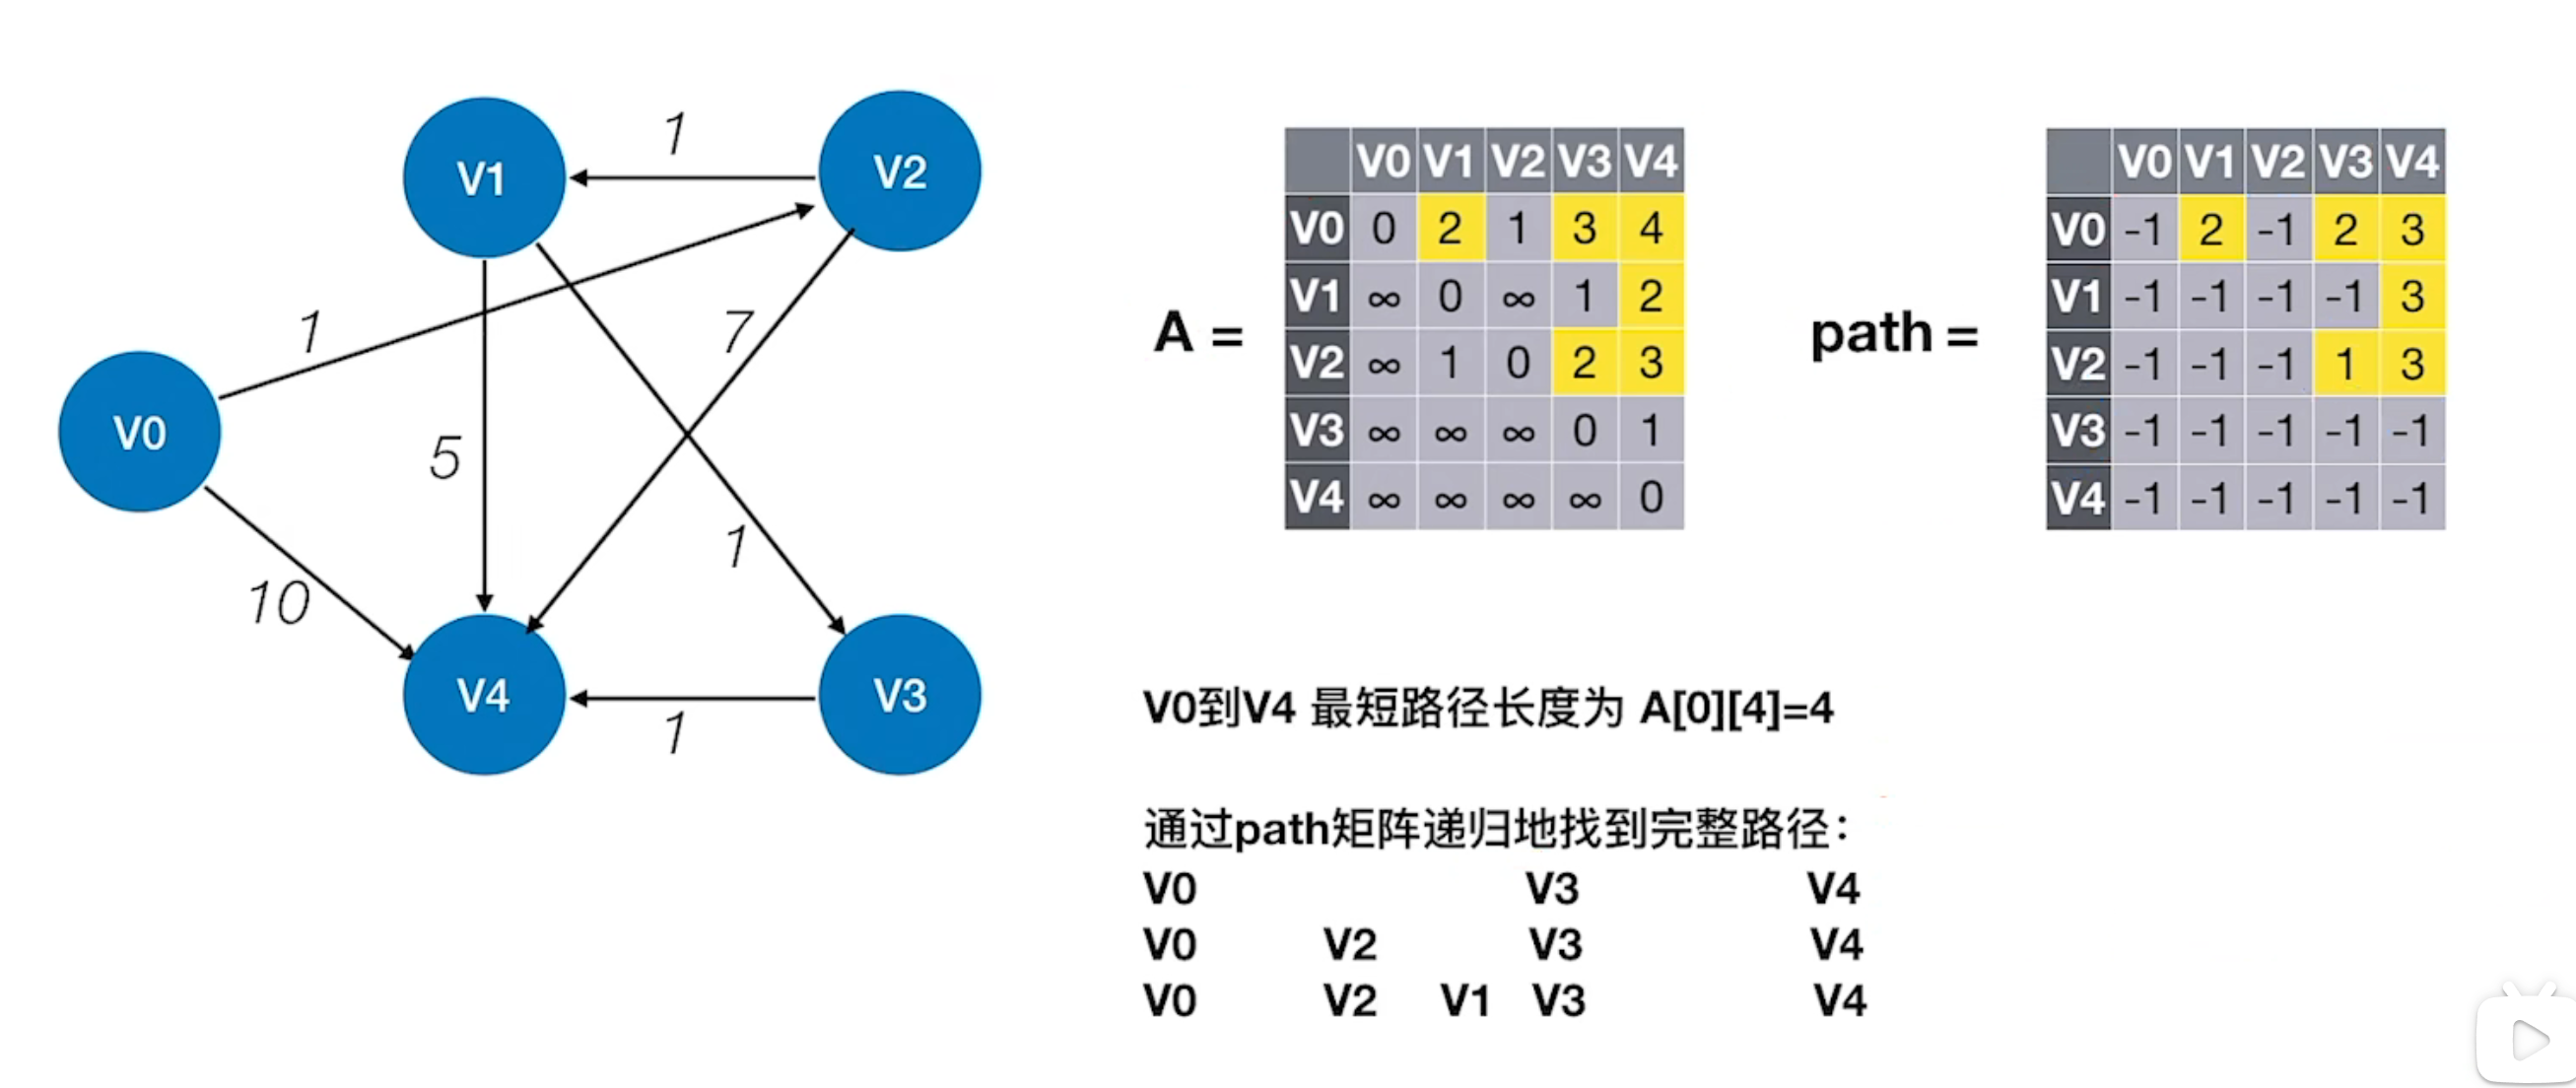 V1
V2
V0
V4
V3
1
1
7
5
1
10
1
A =
V0 V1 V2 V3 V4
V0 0 2 1 3 4
V1 ∞ 0 ∞ 1 2
V2 ∞ 1 0 2 3
V3 ∞ ∞ ∞ 0 1
V4 ∞ ∞ ∞ ∞ 0
path =
V0 V1 V2 V3 V4
V0 -1 2 -1 2 3
V1 -1 -1 -1 -1 3
V2 -1 -1 -1 1 3
V3 -1 -1 -1 -1 -1
V4 -1 -1 -1 -1 -1
V0到V4 最短路径长度为 A[0][4]=4
通过path矩阵递归地找到完整路径：
V0 V3 V4
V0 V2 V3 V4
V0 V2 V1 V3 V4